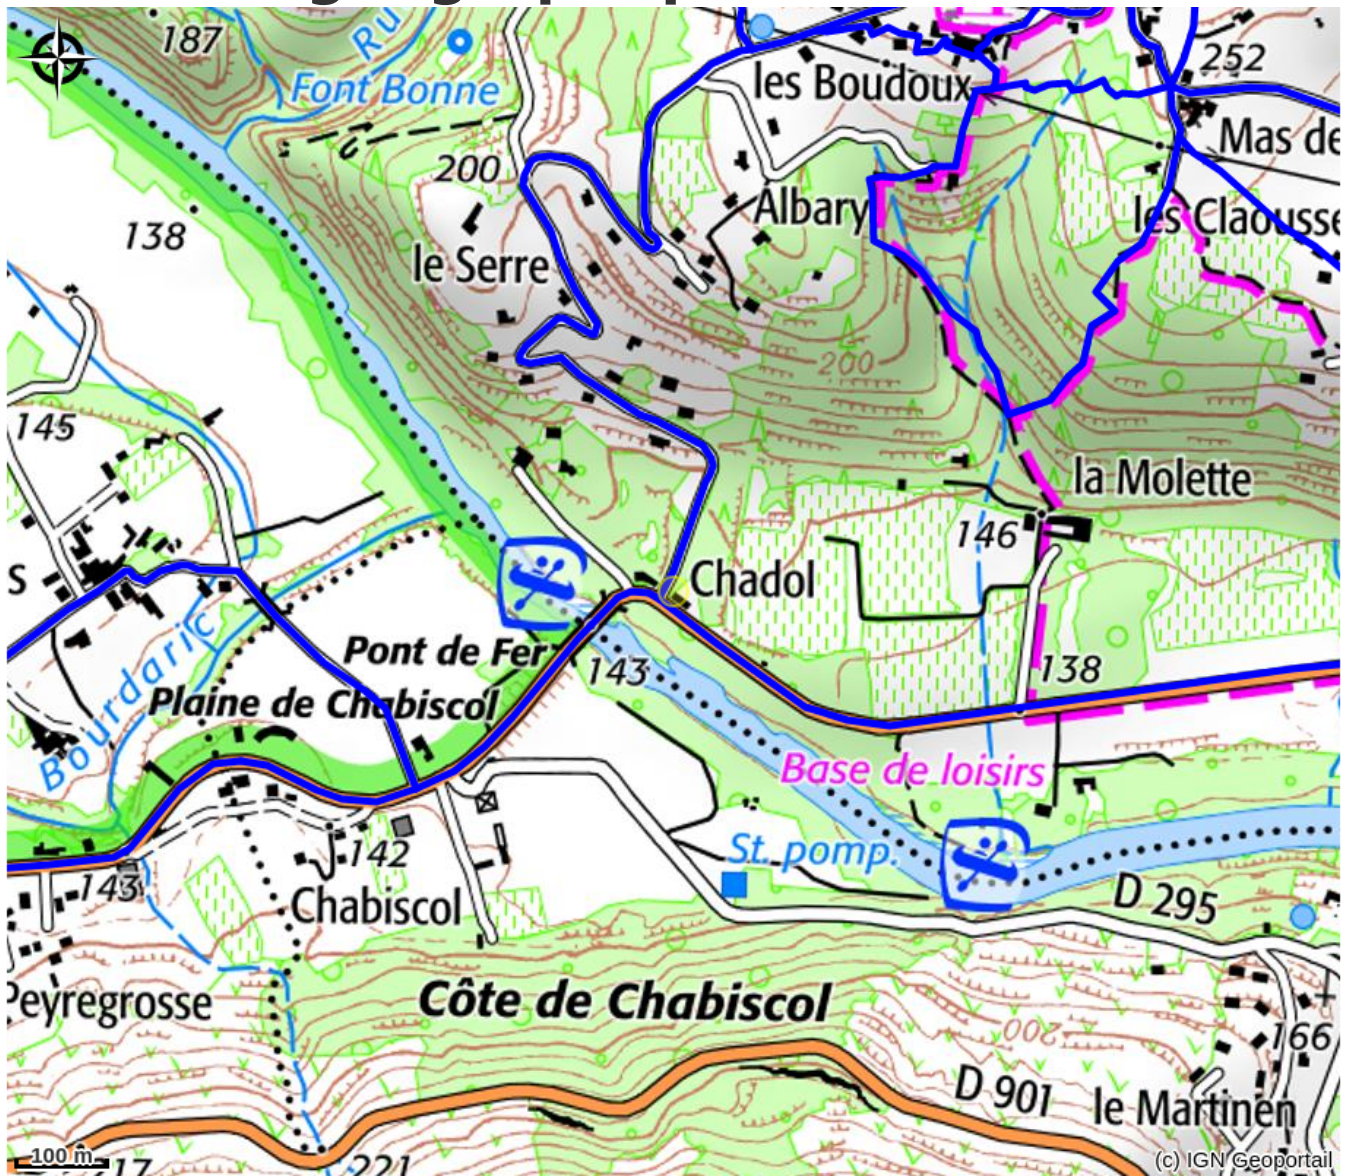 187
Ru
Font Bonne
les Boudoux
252
Mas de
200
138
Albary
les Claousse
le Serre
200
145
la Molette
146
s
Chadol
Pont de Fer
143
138
Plaine de Chabiscol
Bourdaric
Base de loisirs
142
St. pomp.
143
Chabiscol
D 295
Peyregrosse
Côte de Chabiscol
200
166
D 901
le Martinen
100 m
217
221
(c) IGN Geoportail